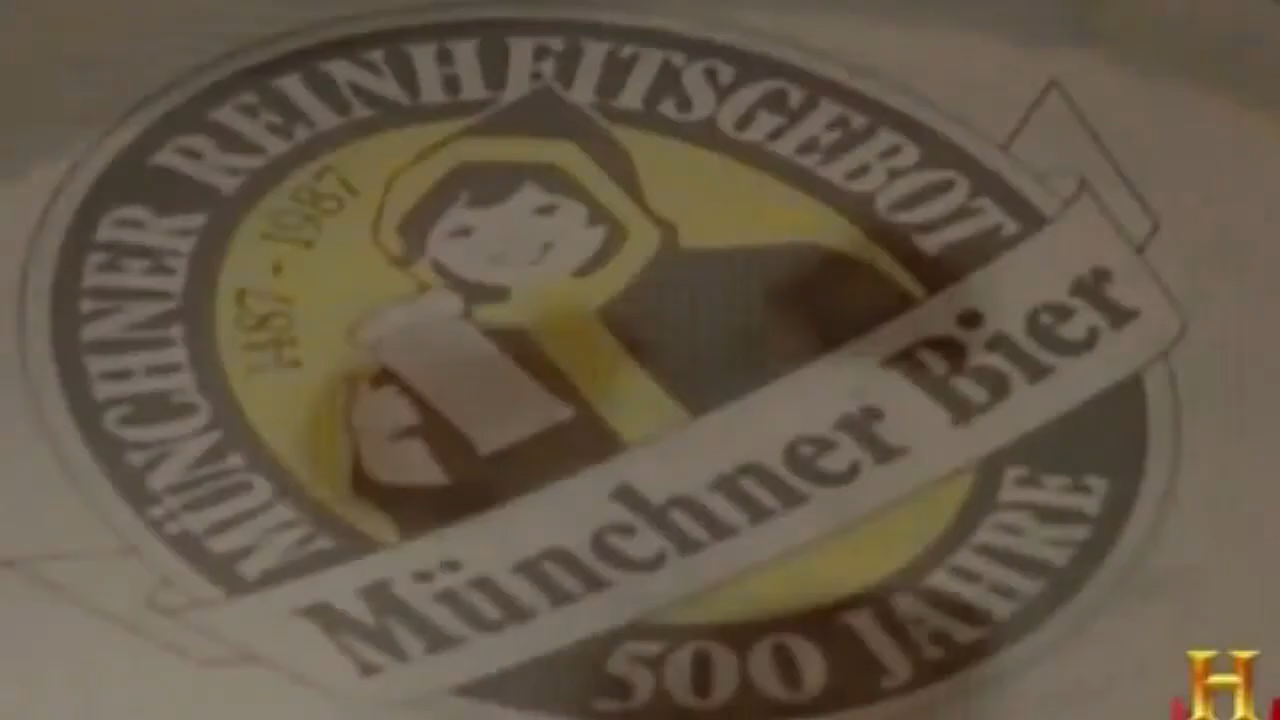 MÜNCHNER REINHEITSGEBOT
1487 - 1987
Münchner Bier
500 JAHRE
H